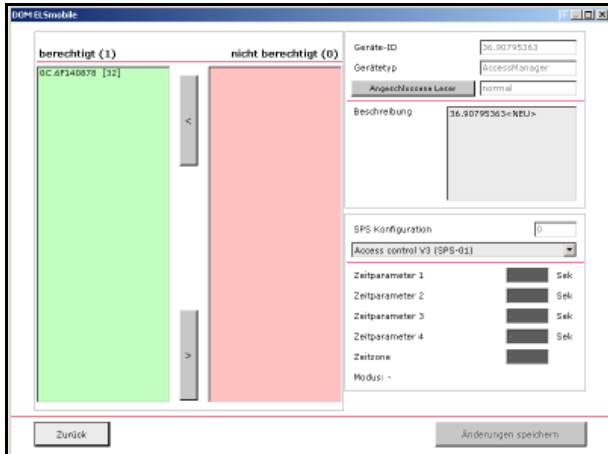 DOM ELSmobile
berechtigt (1)
nicht berechtigt (0)
0C.6F140878 [32]
<
>
Geräte-ID
36.90795363
Gerätetyp
AccessManager
Angeschlossene Leser
normal
Beschreibung
36.90795363<NEU>
SPS Konfiguration
0
Access control V3 (SPS-01)
Zeitparameter 1
Sek
Zeitparameter 2
Sek
Zeitparameter 3
Sek
Zeitparameter 4
Sek
Zeitzone
Modus: -
Zurück
Änderungen speichern